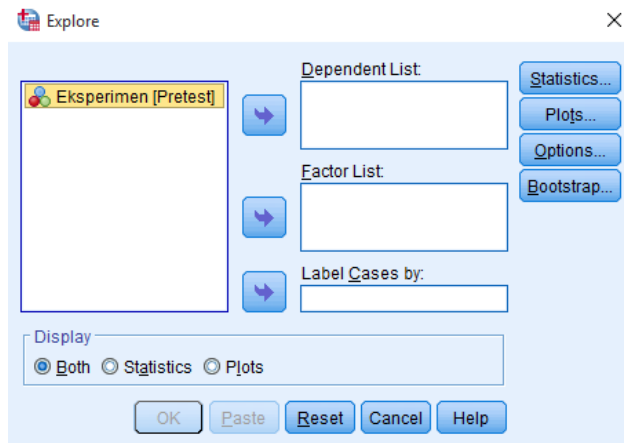 Explore
Eksperimen [Pretest]
Dependent List:
Factor List:
Label Cases by:
Statistics...
Plots...
Options...
Bootstrap...
Display
Both Statistics Plots
OK Paste Reset Cancel Help